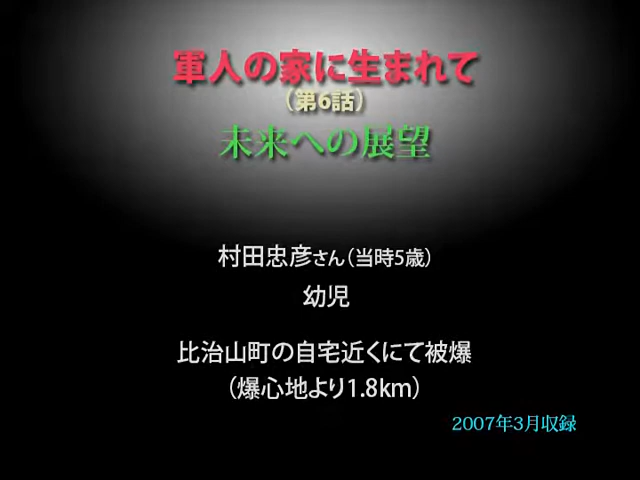 軍人の家に生まれて
（第6話）
未来への展望
村田忠彦さん（当時5歳）
幼児
比治山町の自宅近くにて被爆
（爆心地より1.8km）
2007年3月収録